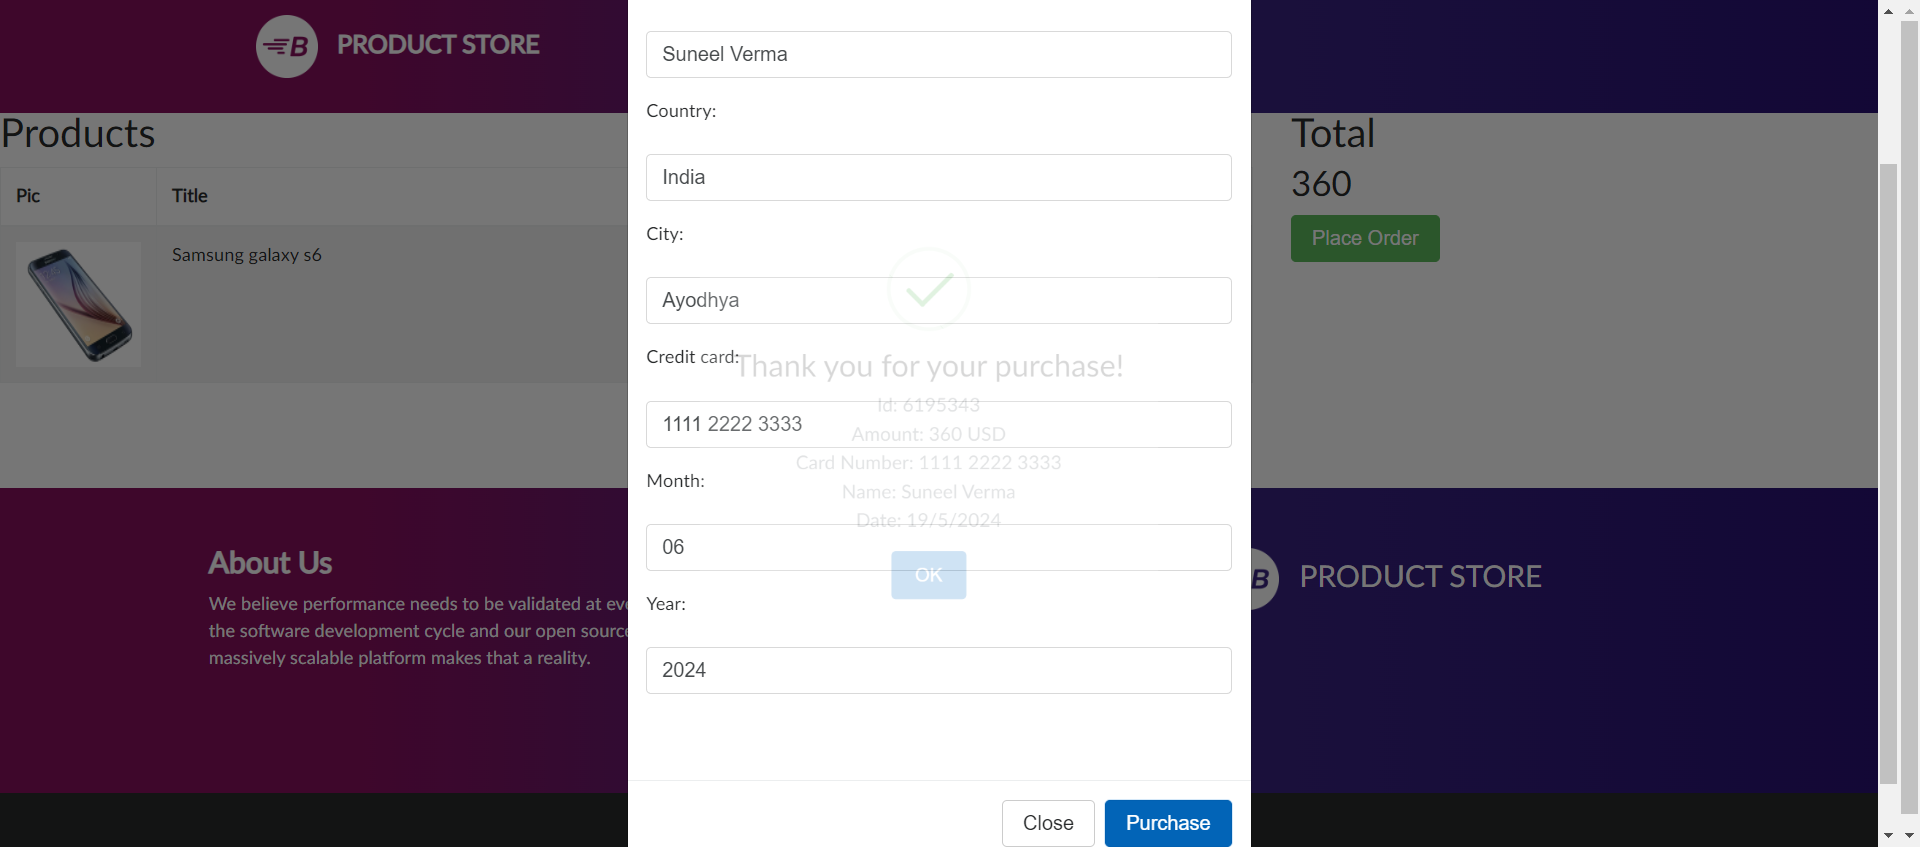 B PRODUCT STORE
Products
Pic Title
Samsung galaxy s6
Suneel Verma
Country:
India
City:
Ayodhya
Credit card:
1111 2222 3333
Month:
06
Year:
2024
Close Purchase
Thank you for your purchase!
Id: 6195343
Amount: 360 USD
Card Number: 1111 2222 3333
Name: Suneel Verma
Date: 19/5/2024
OK
Total
360
Place Order
About Us
We believe performance needs to be validated at
the software development cycle and our open source
massively scalable platform makes that a reality.
B PRODUCT STORE